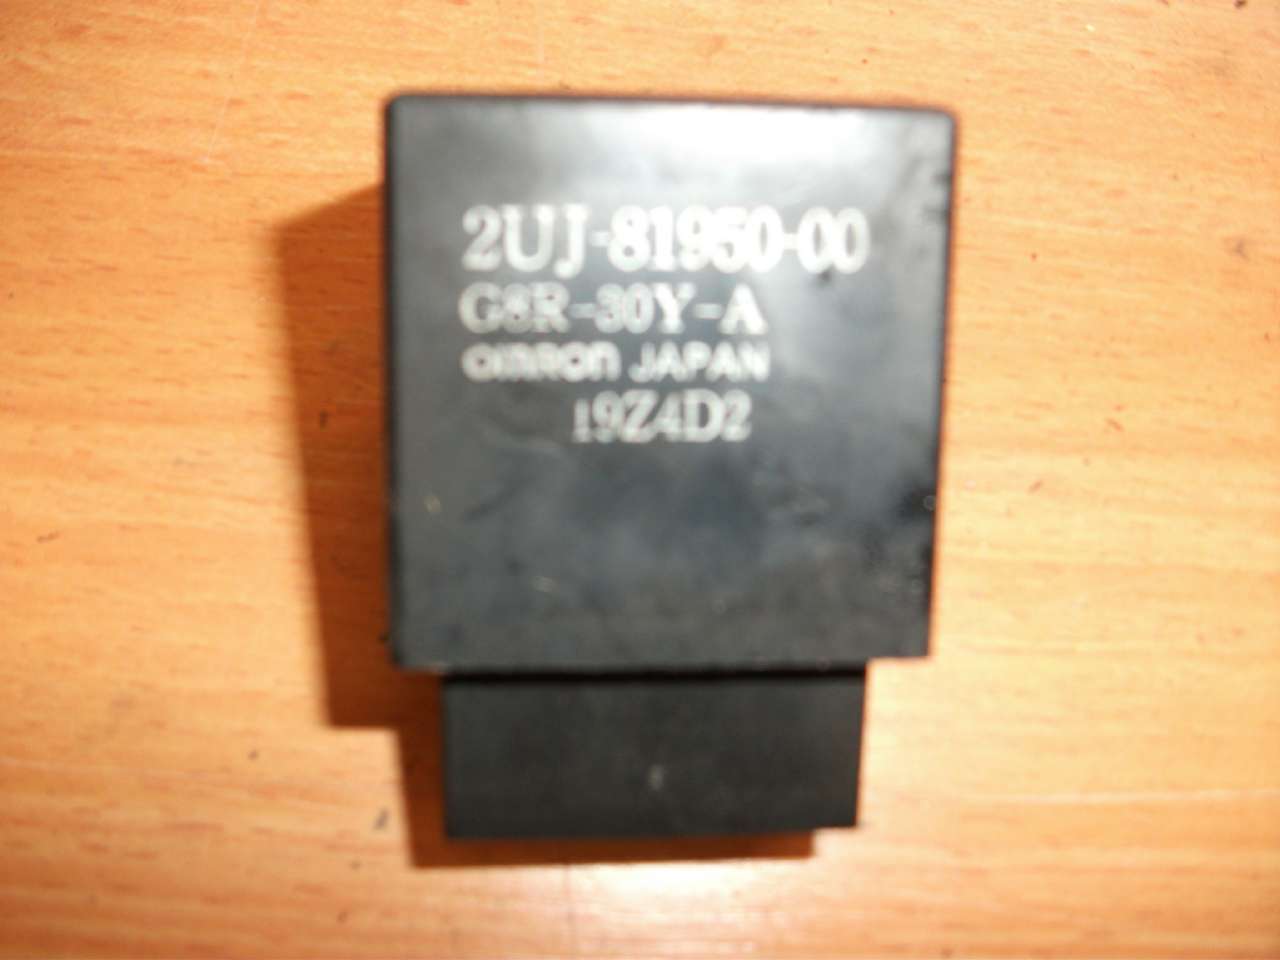 2UJ-81950-00
G8R-30Y-A
omron JAPAN
19Z4D2